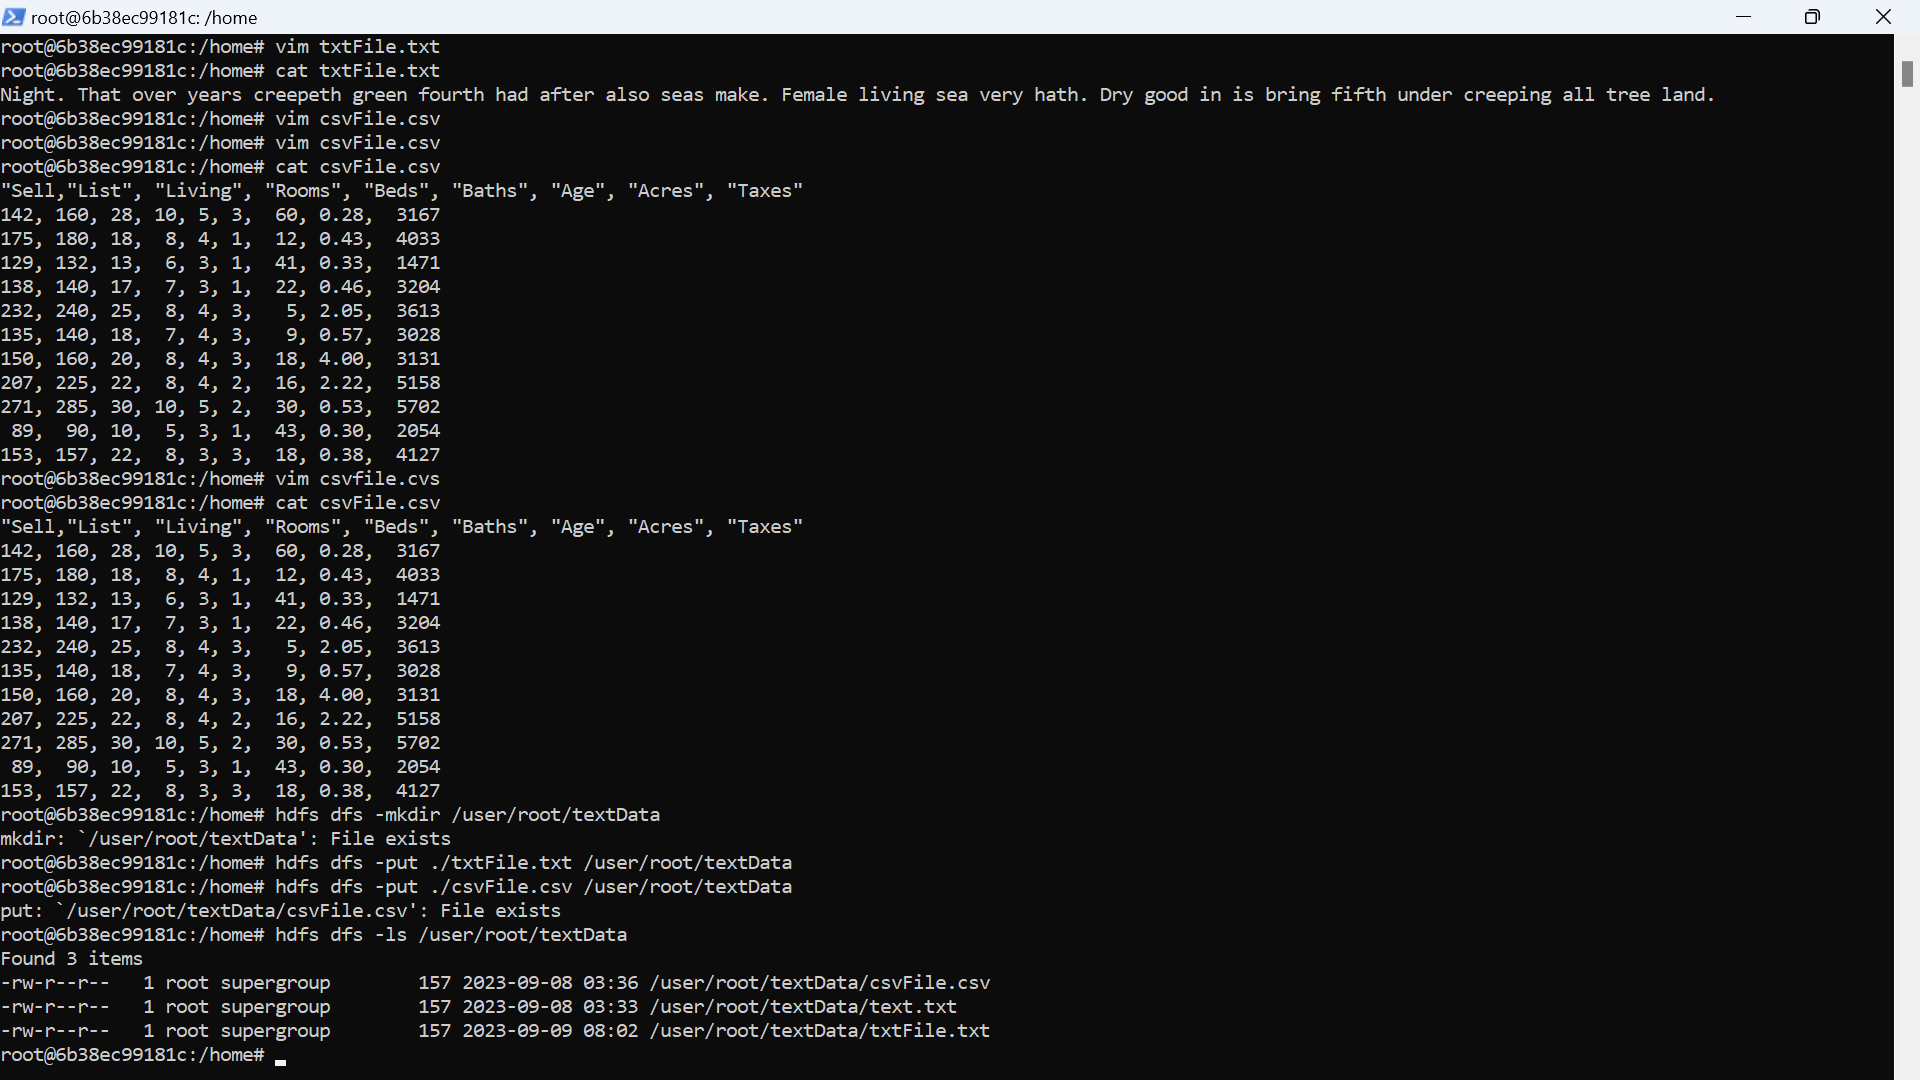 root@6b38ec99181c: /home
root@6b38ec99181c:/home# vim txtFile.txt
root@6b38ec99181c:/home# cat txtFile.txt
Night. That over years creepeth green fourth had after also seas make. Female living sea very hath. Dry good in is bring fifth under creeping all tree land.
root@6b38ec99181c:/home# vim csvFile.csv
root@6b38ec99181c:/home# vim csvFile.csv
root@6b38ec99181c:/home# cat csvFile.csv
"Sell,"List", "Living", "Rooms", "Beds", "Baths", "Age", "Acres", "Taxes"
142, 160, 28, 10, 5, 3,  60, 0.28,  3167
175, 180, 18,  8, 4, 1,  12, 0.43,  4033
129, 132, 13,  6, 3, 1,  41, 0.33,  1471
138, 140, 17,  7, 3, 1,  22, 0.46,  3204
232, 240, 25,  8, 4, 3,   5, 2.05,  3613
135, 140, 18,  7, 4, 3,   9, 0.57,  3028
150, 160, 20,  8, 4, 3,  18, 4.00,  3131
207, 225, 22,  8, 4, 2,  16, 2.22,  5158
271, 285, 30, 10, 5, 2,  30, 0.53,  5702
 89,  90, 10,  5, 3, 1,  43, 0.30,  2054
153, 157, 22,  8, 3, 3,  18, 0.38,  4127
root@6b38ec99181c:/home# vim csvfile.cvs
root@6b38ec99181c:/home# cat csvFile.csv
"Sell,"List", "Living", "Rooms", "Beds", "Baths", "Age", "Acres", "Taxes"
142, 160, 28, 10, 5, 3,  60, 0.28,  3167
175, 180, 18,  8, 4, 1,  12, 0.43,  4033
129, 132, 13,  6, 3, 1,  41, 0.33,  1471
138, 140, 17,  7, 3, 1,  22, 0.46,  3204
232, 240, 25,  8, 4, 3,   5, 2.05,  3613
135, 140, 18,  7, 4, 3,   9, 0.57,  3028
150, 160, 20,  8, 4, 3,  18, 4.00,  3131
207, 225, 22,  8, 4, 2,  16, 2.22,  5158
271, 285, 30, 10, 5, 2,  30, 0.53,  5702
 89,  90, 10,  5, 3, 1,  43, 0.30,  2054
153, 157, 22,  8, 3, 3,  18, 0.38,  4127
root@6b38ec99181c:/home# hdfs dfs -mkdir /user/root/textData
mkdir: `/user/root/textData': File exists
root@6b38ec99181c:/home# hdfs dfs -put ./txtFile.txt /user/root/textData
root@6b38ec99181c:/home# hdfs dfs -put ./csvFile.csv /user/root/textData
put: `/user/root/textData/csvFile.csv': File exists
root@6b38ec99181c:/home# hdfs dfs -ls /user/root/textData
Found 3 items
-rw-r--r--   1 root supergroup        157 2023-09-08 03:36 /user/root/textData/csvFile.csv
-rw-r--r--   1 root supergroup        157 2023-09-08 03:33 /user/root/textData/text.txt
-rw-r--r--   1 root supergroup        157 2023-09-09 08:02 /user/root/textData/txtFile.txt
root@6b38ec99181c:/home#